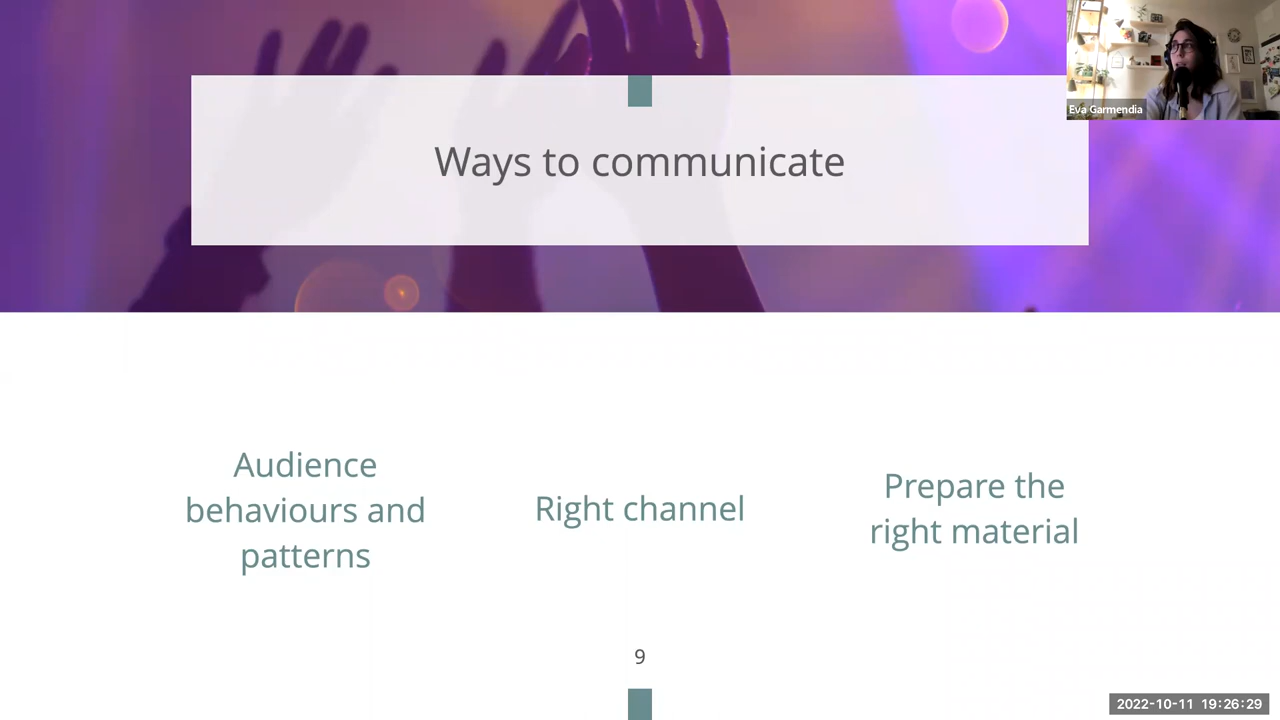 Eva Garmendia
Ways to communicate
Audience
behaviours and
patterns
Right channel
Prepare the
right material
9
2022-10-11 19:26:29